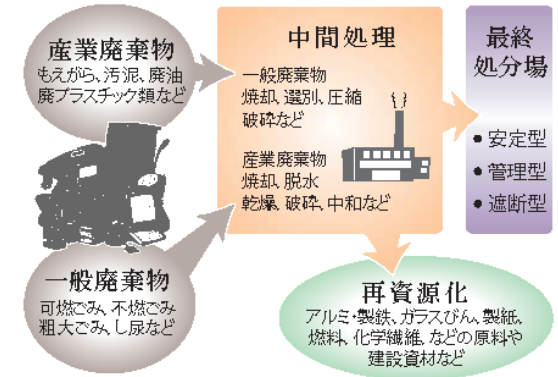 産業廃棄物
もえがら、汚泥、廃油
廃プラスチック類など
一般廃棄物
可燃ごみ、不燃ごみ
粗大ごみ、し尿など
中間処理
一般廃棄物
焼却、選別、圧縮
破砕など
産業廃棄物
焼却、脱水
乾燥、破砕、中和など
最終
処分場
• 安定型
• 管理型
• 遮断型
再資源化
アルミ・製鉄、ガラスびん、製紙、
燃料、化学繊維、などの原料や
建設資材など